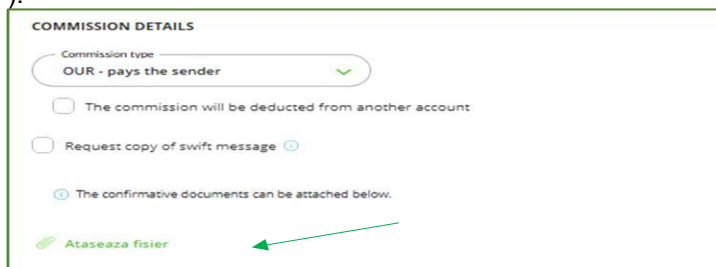 ).
COMMISSION DETAILS
Commission type
OUR - pays the sender
The commission will be deducted from another account
Request copy of swift message
The confirmative documents can be attached below.
Ataseaza fisier